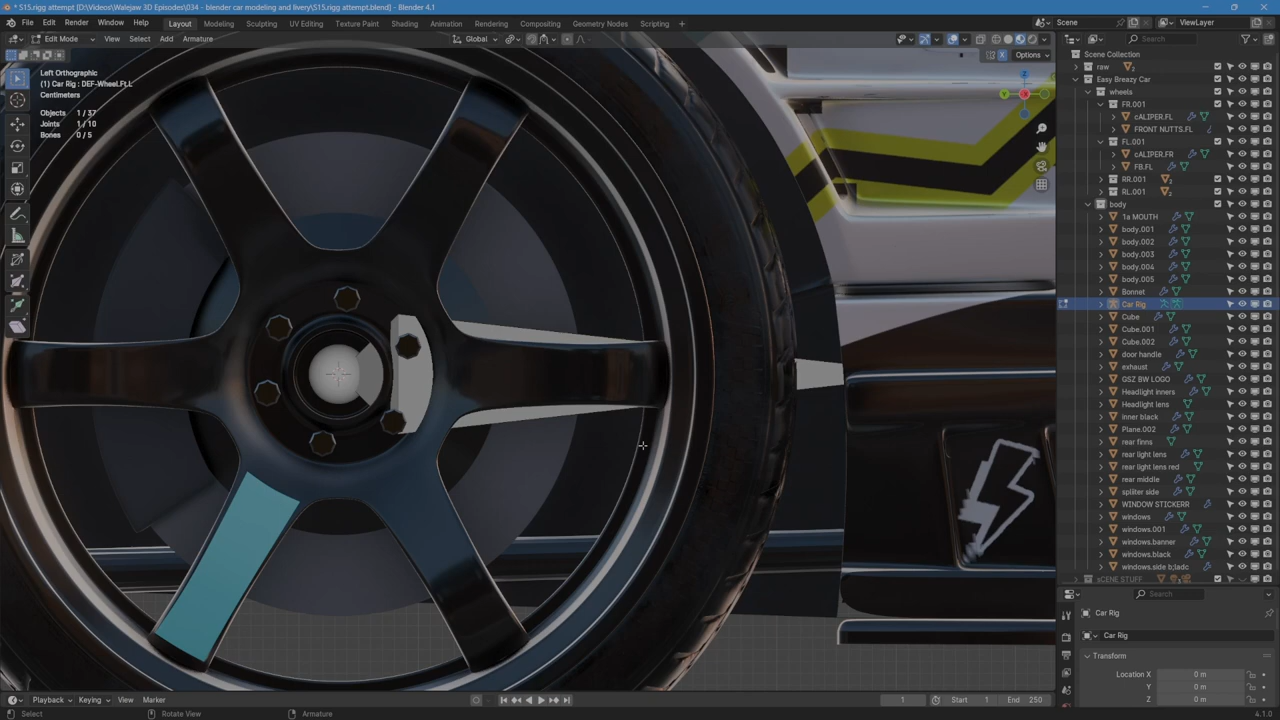 * S15.rigg attempt [D:\Videos\Walejaw 3D Episodes\034 - blender car modeling and livery\S15.rigg attempt.blend] - Blender 4.1
File Edit Render Window Help Layout Modeling Sculpting UV Editing Texture Paint Shading Animation Rendering Compositing Geometry Nodes Scripting + Scene ViewLayer
Edit Mode View Select Add Armature Global Search
Options
Left Orthographic
(1) Car Rig : DEF-Wheel.Ft.L
Centimeters
Objects 1 / 37
Joints 1 / 10
Bones 0 / 5
Z
Y
X
Scene Collection
raw
Easy Breazy Car
wheels
FR.001
cALIPER.FL
FRONT NUTTS.FL
FL.001
cALIPER.FR
FB.FL
RR.001
RL.001
body
1a MOUTH
body.001
body.002
body.003
body.004
body.005
Bonnet
Car Rig
Cube
Cube.001
Cube.002
door handle
exhaust
GSZ BW LOGO
Headlight inners
Headlight lens
inner black
Plane.002
rear finns
rear light lens
rear light lens red
rear middle
spliiter side
WINDOW STICKERR
windows
windows.001
windows.banner
windows.black
windows.side b;ladc
sCENE STUFF
Search
Car Rig
Car Rig
Transform
Location X 0 m
Y 0 m
Z 0 m
Playback Keying View Marker 1 Start 1 End 250
Select Rotate View Armature 4.1.0